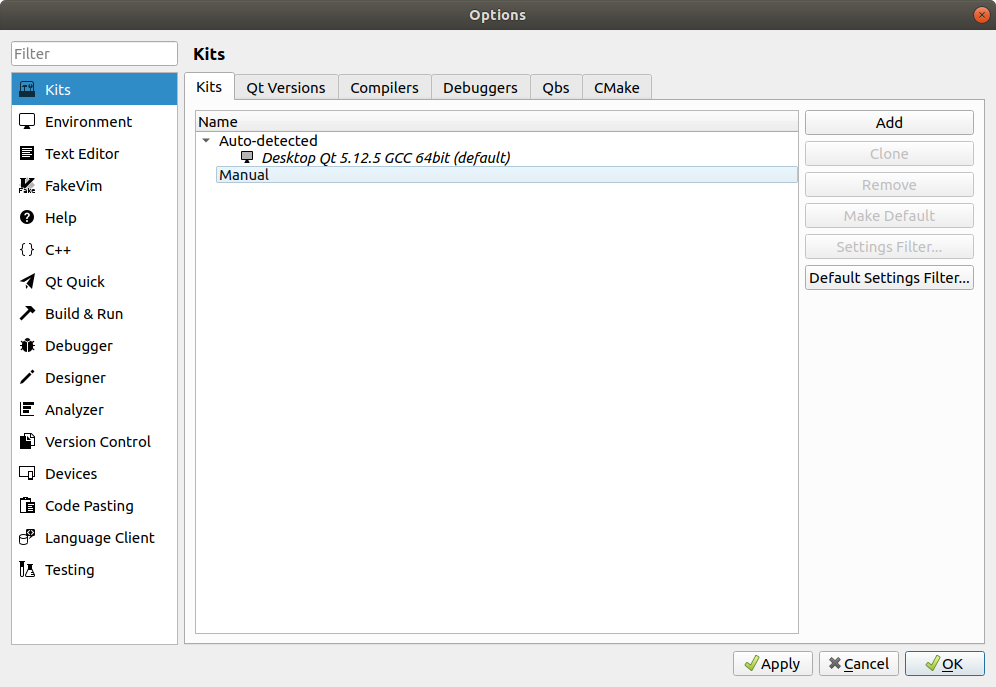 Options
Filter
Kits
Environment
Text Editor
FakeVim
Help
C++
Qt Quick
Build & Run
Debugger
Designer
Analyzer
Version Control
Devices
Code Pasting
Language Client
Testing
Kits
Kits Qt Versions Compilers Debuggers Qbs CMake
Name
Auto-detected
Desktop Qt 5.12.5 GCC 64bit (default)
Manual
Add
Clone
Remove
Make Default
Settings Filter...
Default Settings Filter...
Apply Cancel OK